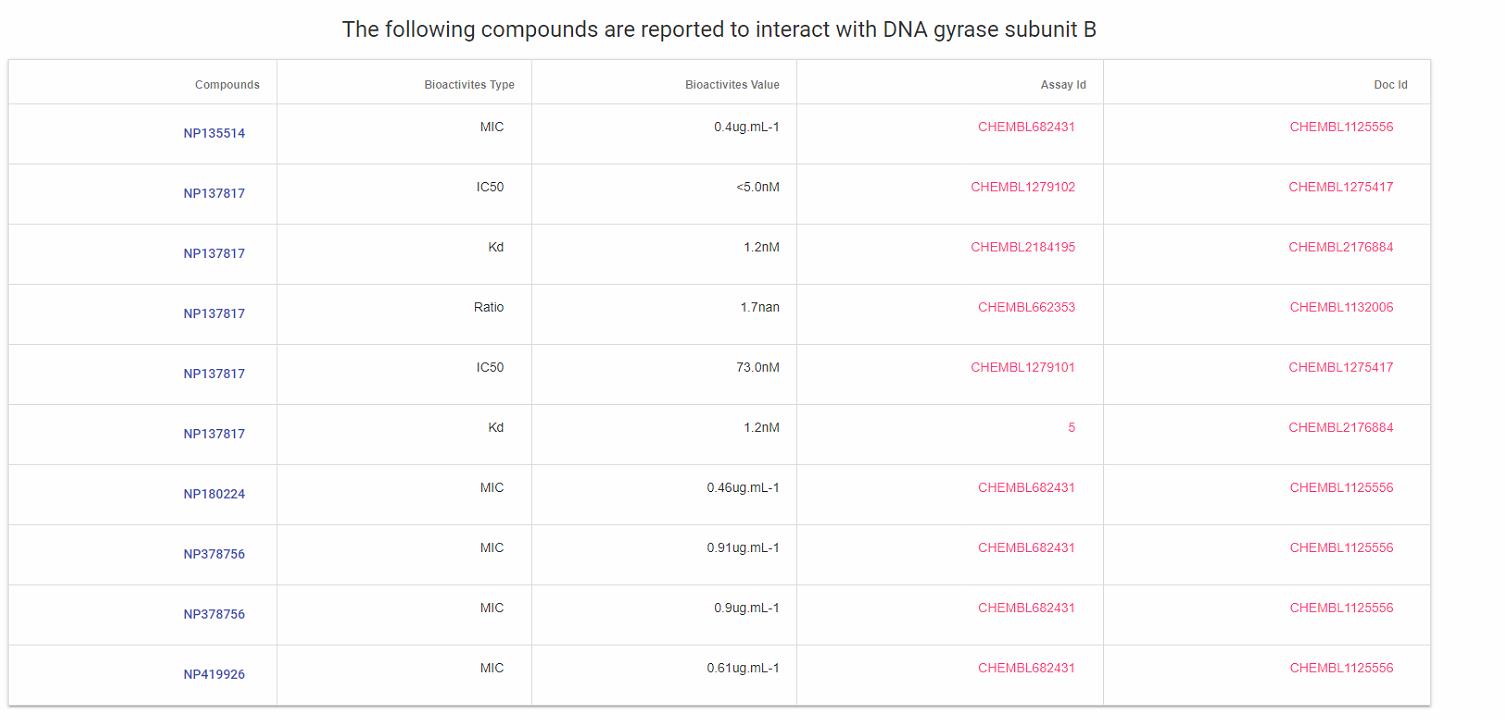 The following compounds are reported to interact with DNA gyrase subunit B
Compounds Bioactivites Type Bioactivites Value Assay Id Doc Id
NP135514 MIC 0.4ug.mL-1 CHEMBL682431 CHEMBL1125556
NP137817 IC50 <5.0nM CHEMBL1279102 CHEMBL1275417
NP137817 Kd 1.2nM CHEMBL2184195 CHEMBL2176884
NP137817 Ratio 1.7nan CHEMBL662353 CHEMBL1132006
NP137817 IC50 73.0nM CHEMBL1279101 CHEMBL1275417
NP137817 Kd 1.2nM 5 CHEMBL2176884
NP180224 MIC 0.46ug.mL-1 CHEMBL682431 CHEMBL1125556
NP378756 MIC 0.91ug.mL-1 CHEMBL682431 CHEMBL1125556
NP378756 MIC 0.9ug.mL-1 CHEMBL682431 CHEMBL1125556
NP419926 MIC 0.61ug.mL-1 CHEMBL682431 CHEMBL1125556